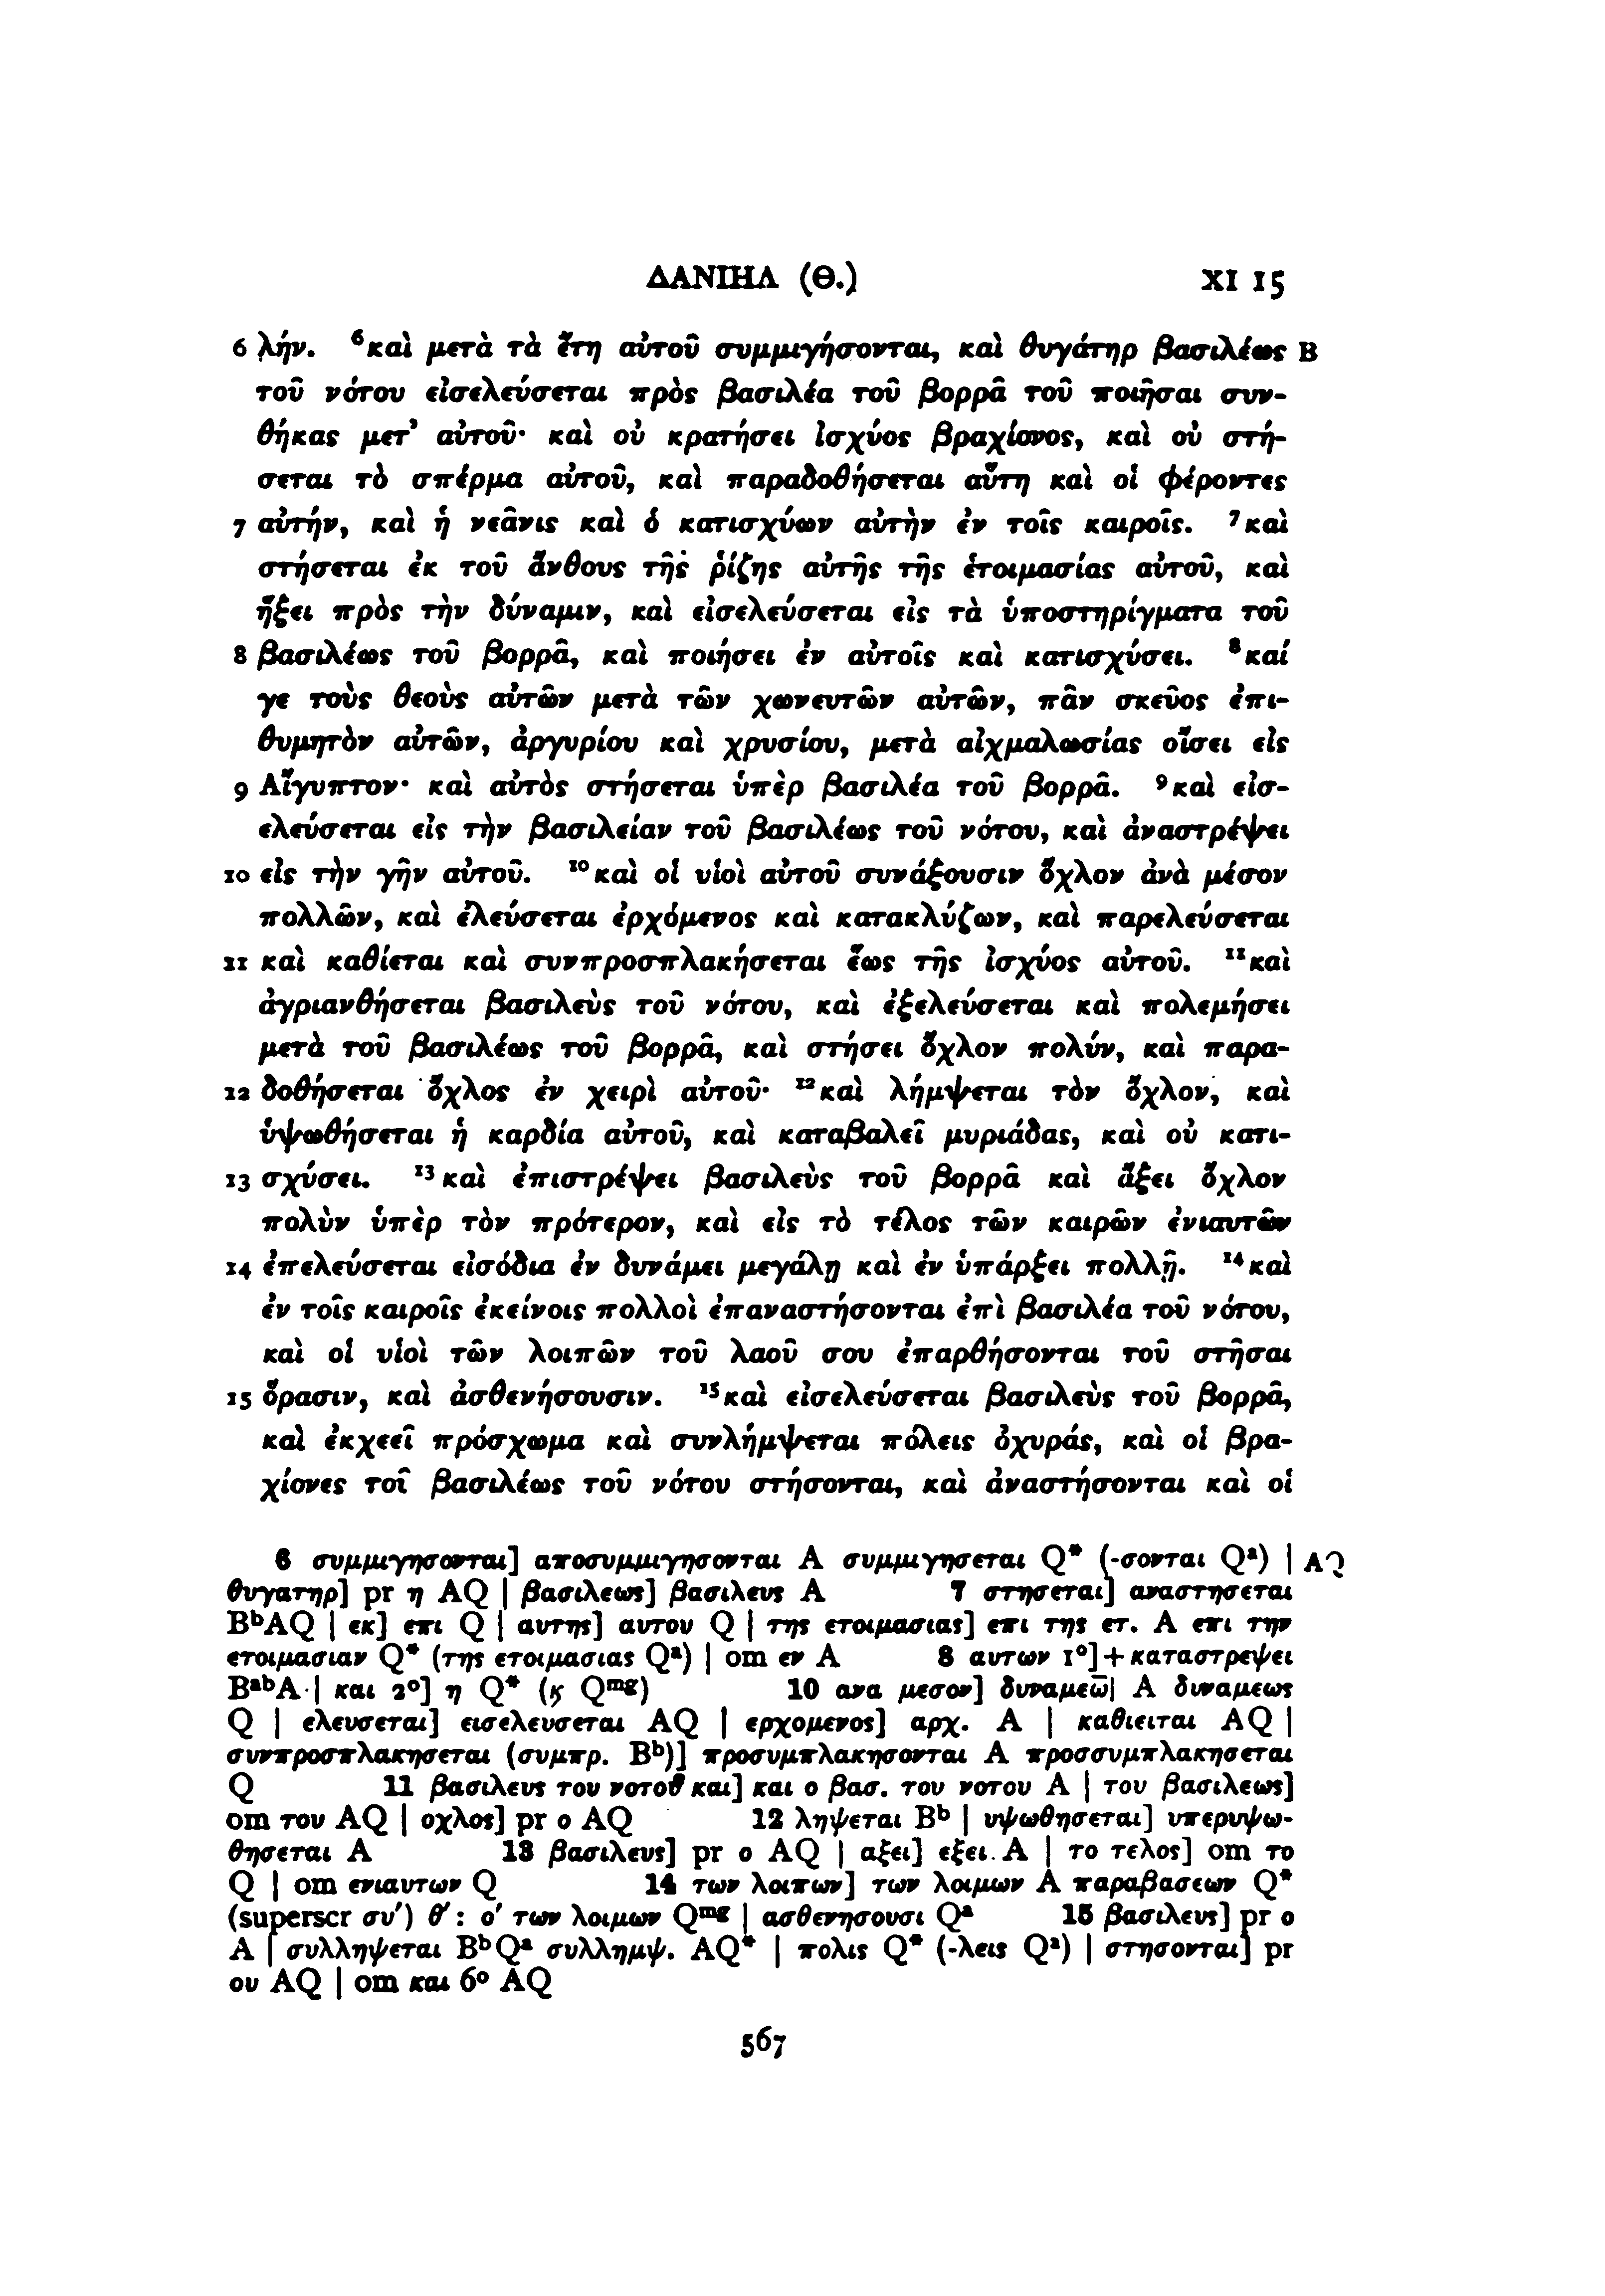 ΔΑΝΙΗΛ (Θ.) XI 15
6 λήν. ⁶καὶ μετὰ τὰ ἔτη αὐτοῦ συμμιγήσονται, καὶ θυγάτηρ βασιλέως B
τοῦ νότου εἰσελεύσεται πρὸς βασιλέα τοῦ βορρᾶ τοῦ ποιῆσαι συν-
θήκας μετ’ αὐτοῦ· καὶ οὐ κρατήσει ἰσχύος βραχίονος, καὶ οὐ στή-
σεται τὸ σπέρμα αὐτοῦ, καὶ παραδοθήσεται αὕτη καὶ οἱ φέροντες
7 αὐτήν, καὶ ἡ νεᾶνις καὶ ὁ κατισχύων αὐτὴν ἐν τοῖς καιροῖς. ⁷καὶ
στήσεται ἐκ τοῦ ἄνθους τῆς ῥίζης αὐτῆς τῆς ἑτοιμασίας αὐτοῦ, καὶ
ἥξει πρὸς τὴν δύναμιν, καὶ εἰσελεύσεται εἰς τὰ ὑποστηρίγματα τοῦ
8 βασιλέως τοῦ βορρᾶ, καὶ ποιήσει ἐν αὐτοῖς καὶ κατισχύσει. ⁸καί
γε τοὺς θεοὺς αὐτῶν μετὰ τῶν χωνευτῶν αὐτῶν, πᾶν σκεῦος ἐπι-
θυμητὸν αὐτῶν, ἀργυρίου καὶ χρυσίου, μετὰ αἰχμαλωσίας οἴσει εἰς
9 Αἴγυπτον· καὶ αὐτὸς στήσεται ὑπὲρ βασιλέα τοῦ βορρᾶ. ⁹καὶ εἰσ-
ελεύσεται εἰς τὴν βασιλείαν τοῦ βασιλέως τοῦ νότου, καὶ ἀναστρέψει
10 εἰς τὴν γῆν αὐτοῦ. ¹⁰καὶ οἱ υἱοὶ αὐτοῦ συνάξουσιν ὄχλον ἀνὰ μέσον
πολλῶν, καὶ ἐλεύσεται ἐρχόμενος καὶ κατακλύζων, καὶ παρελεύσεται
11 καὶ καθίεται καὶ συνπροσπλακήσεται ἕως τῆς ἰσχύος αὐτοῦ. ¹¹καὶ
ἀγριανθήσεται βασιλεὺς τοῦ νότου, καὶ ἐξελεύσεται καὶ πολεμήσει
μετὰ τοῦ βασιλέως τοῦ βορρᾶ, καὶ στήσει ὄχλον πολύν, καὶ παρα-
12 δοθήσεται ὄχλος ἐν χειρὶ αὐτοῦ· ¹²καὶ λήμψεται τὸν ὄχλον, καὶ
ὑψωθήσεται ἡ καρδία αὐτοῦ, καὶ καταβαλεῖ μυριάδας, καὶ οὐ κατι-
13 σχύσει. ¹³καὶ ἐπιστρέψει βασιλεὺς τοῦ βορρᾶ καὶ ἄξει ὄχλον
πολὺν ὑπὲρ τὸν πρότερον, καὶ εἰς τὸ τέλος τῶν καιρῶν ἐνιαυτῶν
14 ἐπελεύσεται εἰσόδια ἐν δυνάμει μεγάλῃ καὶ ἐν ὑπάρξει πολλῇ. ¹⁴καὶ
ἐν τοῖς καιροῖς ἐκείνοις πολλοὶ ἐπαναστήσονται ἐπὶ βασιλέα τοῦ νότου,
καὶ οἱ υἱοὶ τῶν λοιπῶν τοῦ λαοῦ σου ἐπαρθήσονται τοῦ στῆσαι
15 ὅρασιν, καὶ ἀσθενήσουσιν. ¹⁵καὶ εἰσελεύσεται βασιλεὺς τοῦ βορρᾶ,
καὶ ἐκχεεῖ πρόσχωμα καὶ συνλήμψεται πόλεις ὀχυράς, καὶ οἱ βρα-
χίονες τοῖ βασιλέως τοῦ νότου στήσονται, καὶ ἀναστήσονται καὶ οἱ
6 συμμιγησονται] αποσυμμιγησονται A συμμιγησεται Q* (-σονται Qᵃ) | AQ
θυγατηρ] pr η AQ | βασιλεως] βασιλευς A 7 στησεται] αναστησεται
BᵇAQ | εκ] επι Q | αυτης] αυτου Q | της ετοιμασιας] επι της ετ. A επι την
ετοιμασιαν Q* (της ετοιμασιας Qᵃ) | om εν A 8 αυτων 1°]+καταστρεψει
BᵃᵇA | και 2°] η Q* (ϗ Qᵐᵍ) 10 ανα μεσον] δυναμεω̄| A δυναμεως
Q | ελευσεται] εισελευσεται AQ | ερχομενος] αρχ. A | καθιειται AQ |
συνπροσπλακησεται (συμπρ. Bᵇ)] προσυμπλακησονται A προσσυμπλακησεται
Q 11 βασιλευς του νοτου και] και ο βασ. του νοτου A | του βασιλεως]
om του AQ | οχλος] pr ο AQ 12 ληψεται Bᵇ | υψωθησεται] υπερυψω-
θησεται A 13 βασιλευς] pr ο AQ | αξει] εξει A | το τελος] om το
Q | om ενιαυτων Q 14 των λοιπων] των λοιμων A παραβασεων Q*
(superscr συ′) θ′: ο′ των λοιμων Qᵐᵍ | ασθενησουσι Qᵃ 15 βασιλευς] pr ο
A | συλληψεται BᵇQᵃ συλλημψ. AQ* | πολις Q* (-λεις Qᵃ) | στησονται] pr
ου AQ | om και 6° AQ
567